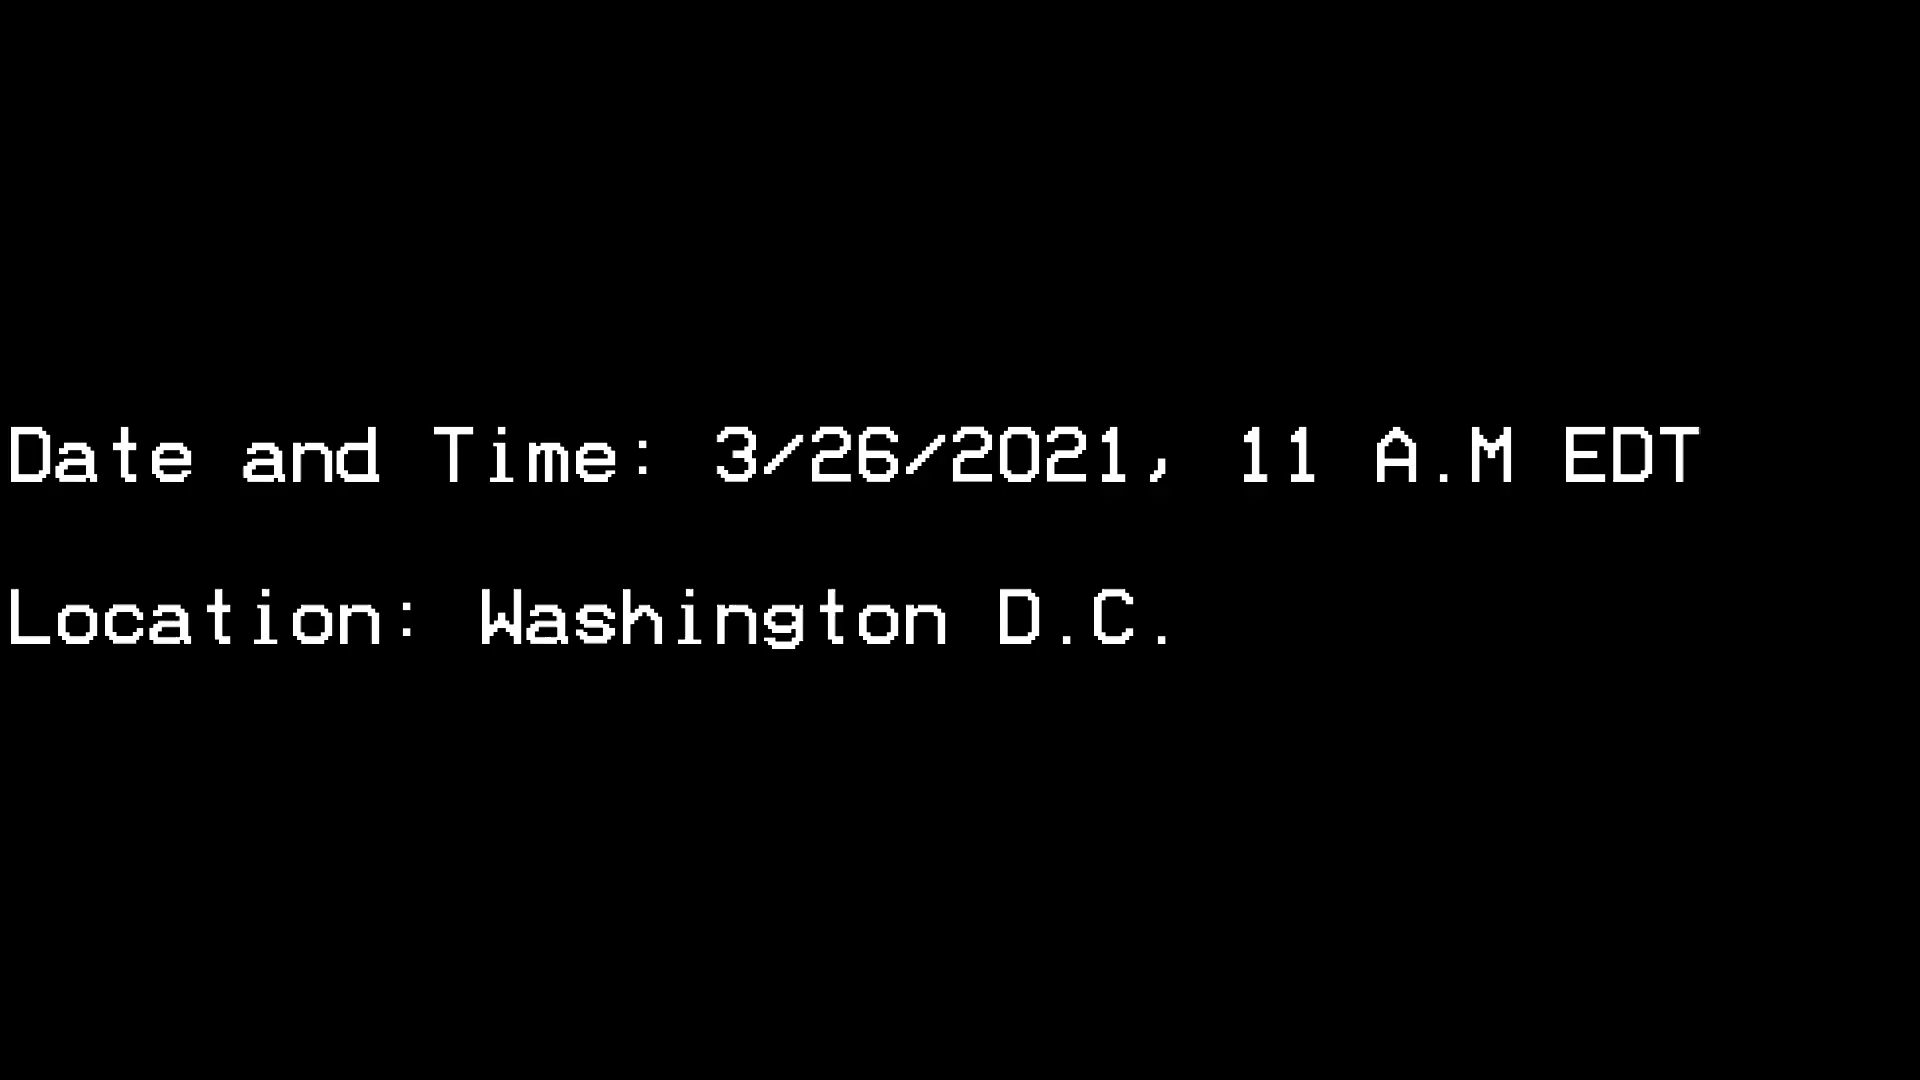 Date and Time: 3/26/2021, 11 A.M EDT
Location: Washington D.C.